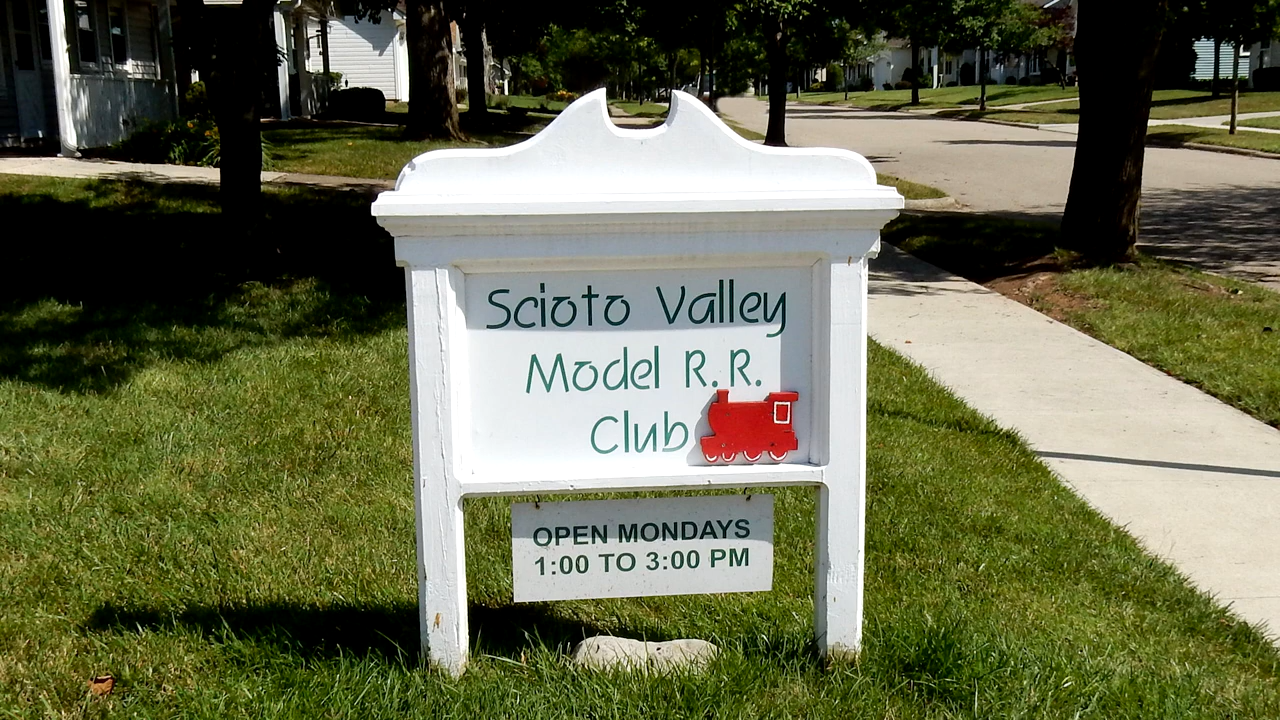 Scioto Valley
Model R.R.
Club
OPEN MONDAYS
1:00 TO 3:00 PM